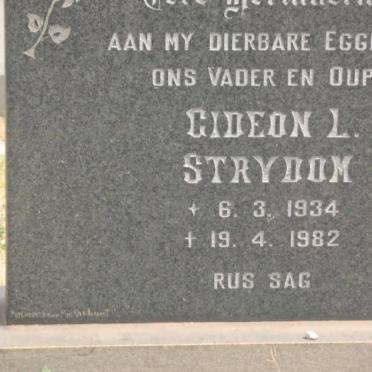 AAN MY DIERBARE EGG
ONS VADER EN OUP
GIDEON L.
STRYDOM
✶ 6. 3. 1934
† 19. 4. 1982
RUS SAG